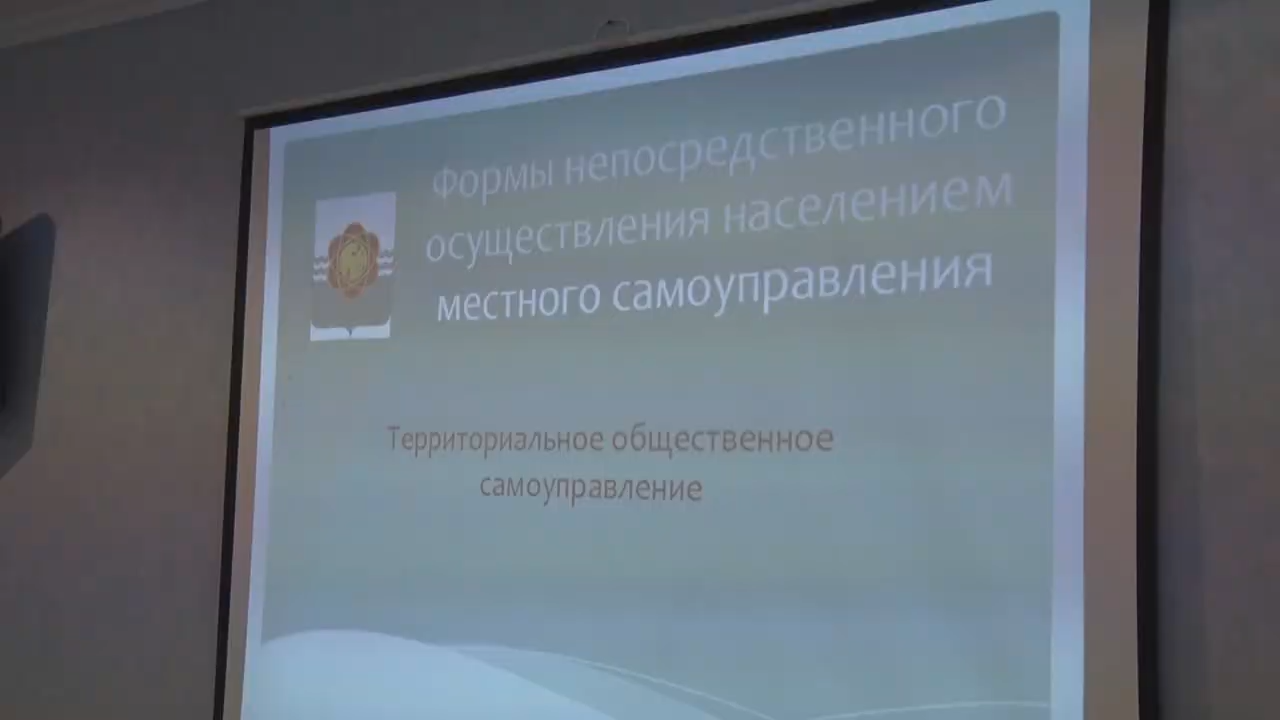 Формы непосредственного
осуществления населением
местного самоуправления
Территориальное общественное
самоуправление